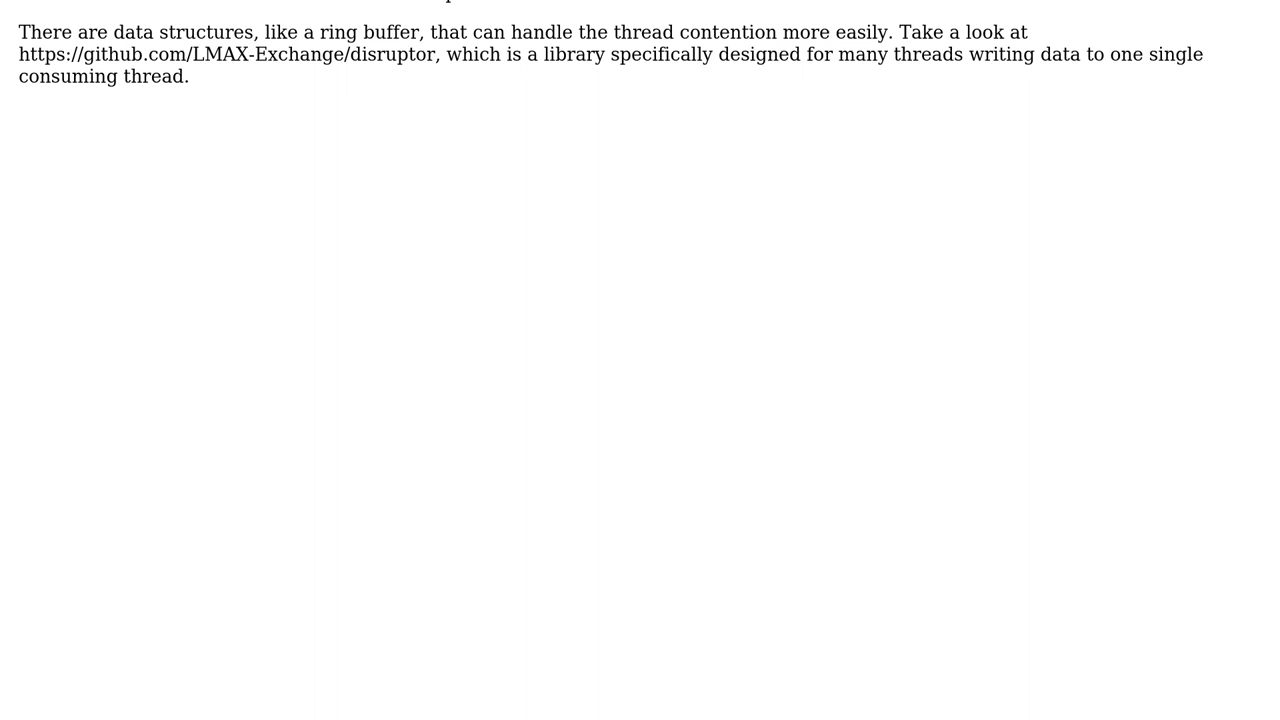 There are data structures, like a ring buffer, that can handle the thread contention more easily. Take a look at
https://github.com/LMAX-Exchange/disruptor, which is a library specifically designed for many threads writing data to one single
consuming thread.